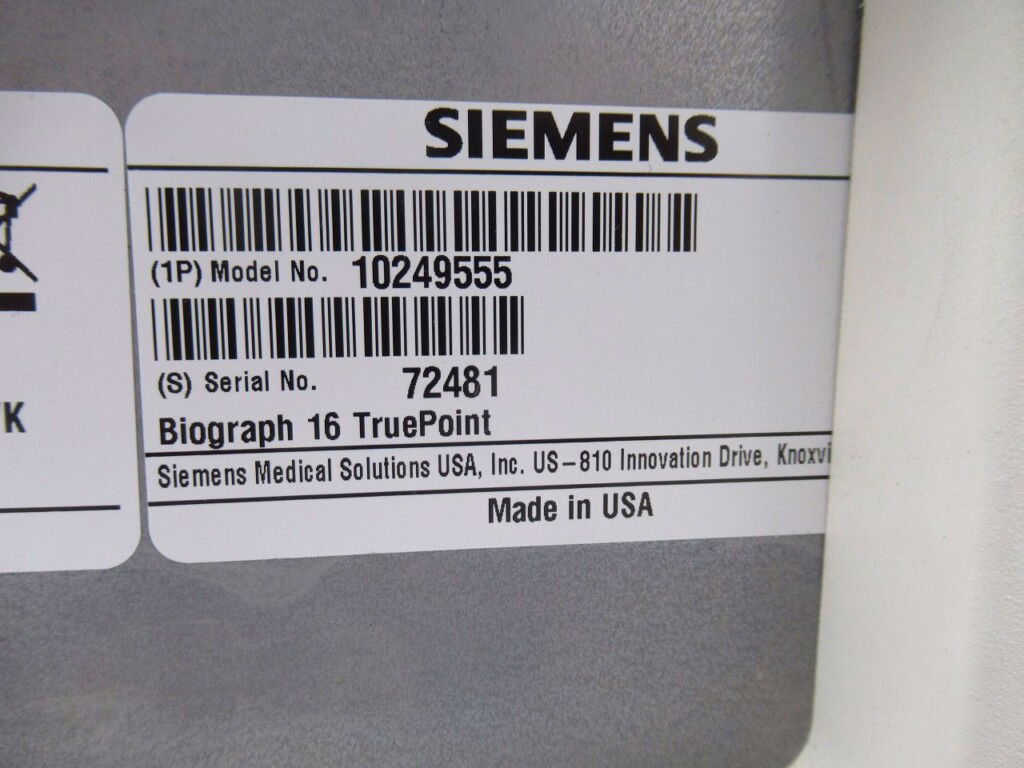 SIEMENS
(1P) Model No. 10249555
(S) Serial No. 72481
Biograph 16 TruePoint
Siemens Medical Solutions USA, Inc. US-810 Innovation Drive, Knoxvi
Made in USA
K